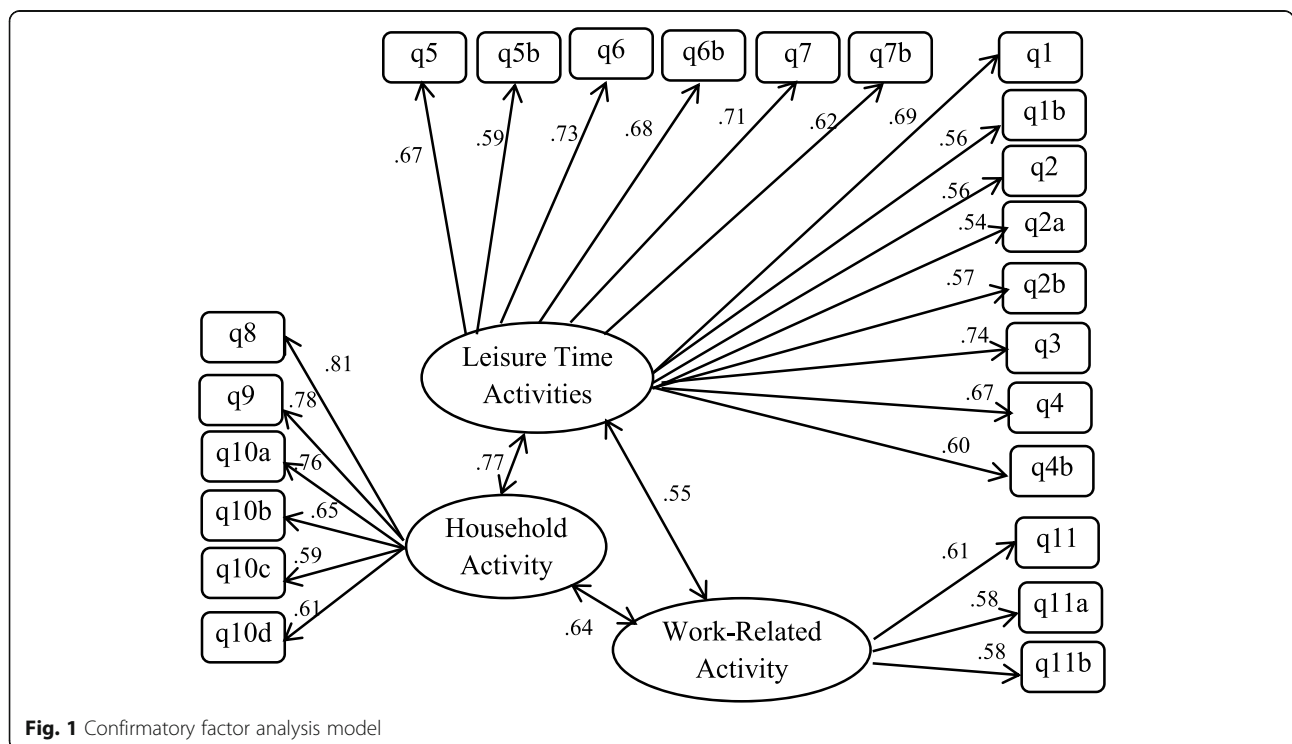 q5 q5b q6 q6b q7 q7b q1
q1b
q2
q2a
q2b
q3
q4
q4b
.67 .59 .73 .68 .71 .62 .69
.56
.56
.54
.57
.74
.67
.60
Leisure Time
Activities
q8
q9
q10a
q10b
q10c
q10d
.81
.78
.76
.65
.59
.61
Household
Activity
.77
.55
.64
Work-Related
Activity
.61
.58
.58
q11
q11a
q11b
Fig. 1 Confirmatory factor analysis model